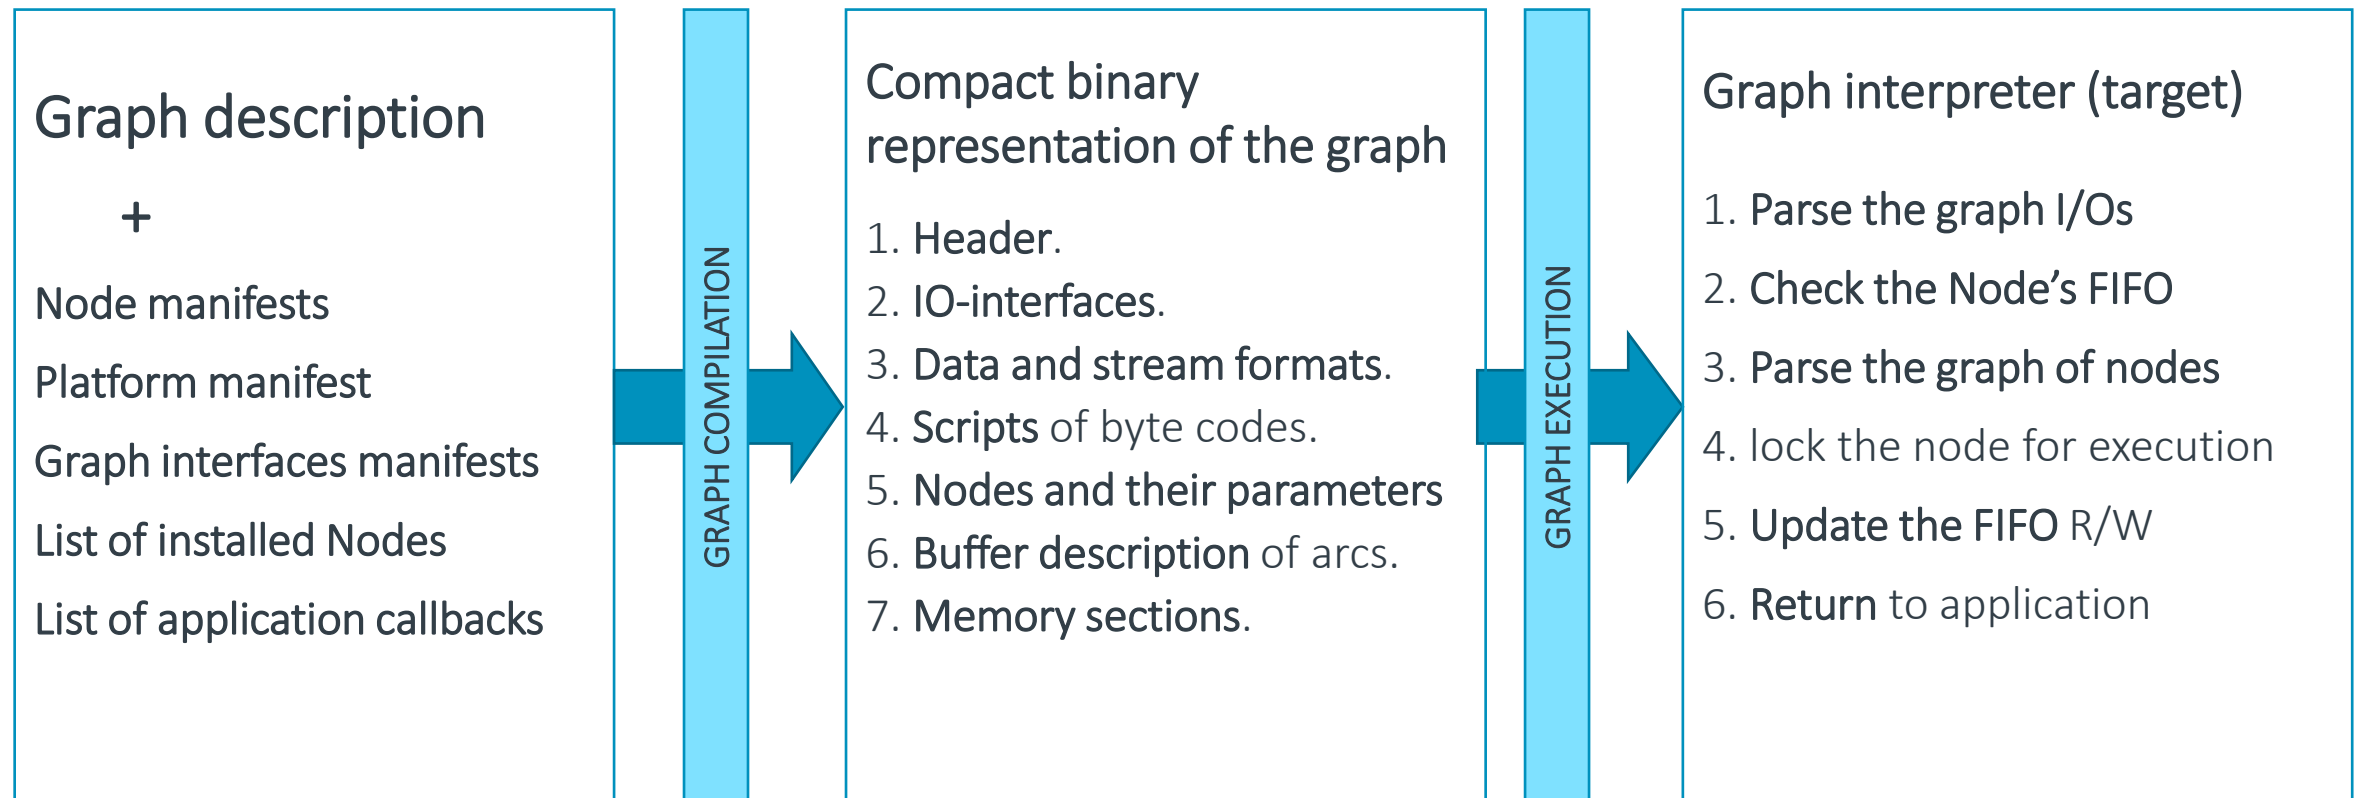 Graph description
+
Node manifests
Platform manifest
Graph interfaces manifests
List of installed Nodes
List of application callbacks
GRAPH COMPILATION
Compact binary
representation of the graph
1. Header.
2. IO-interfaces.
3. Data and stream formats.
4. Scripts of byte codes.
5. Nodes and their parameters
6. Buffer description of arcs.
7. Memory sections.
GRAPH EXECUTION
Graph interpreter (target)
1. Parse the graph I/Os
2. Check the Node’s FIFO
3. Parse the graph of nodes
4. lock the node for execution
5. Update the FIFO R/W
6. Return to application